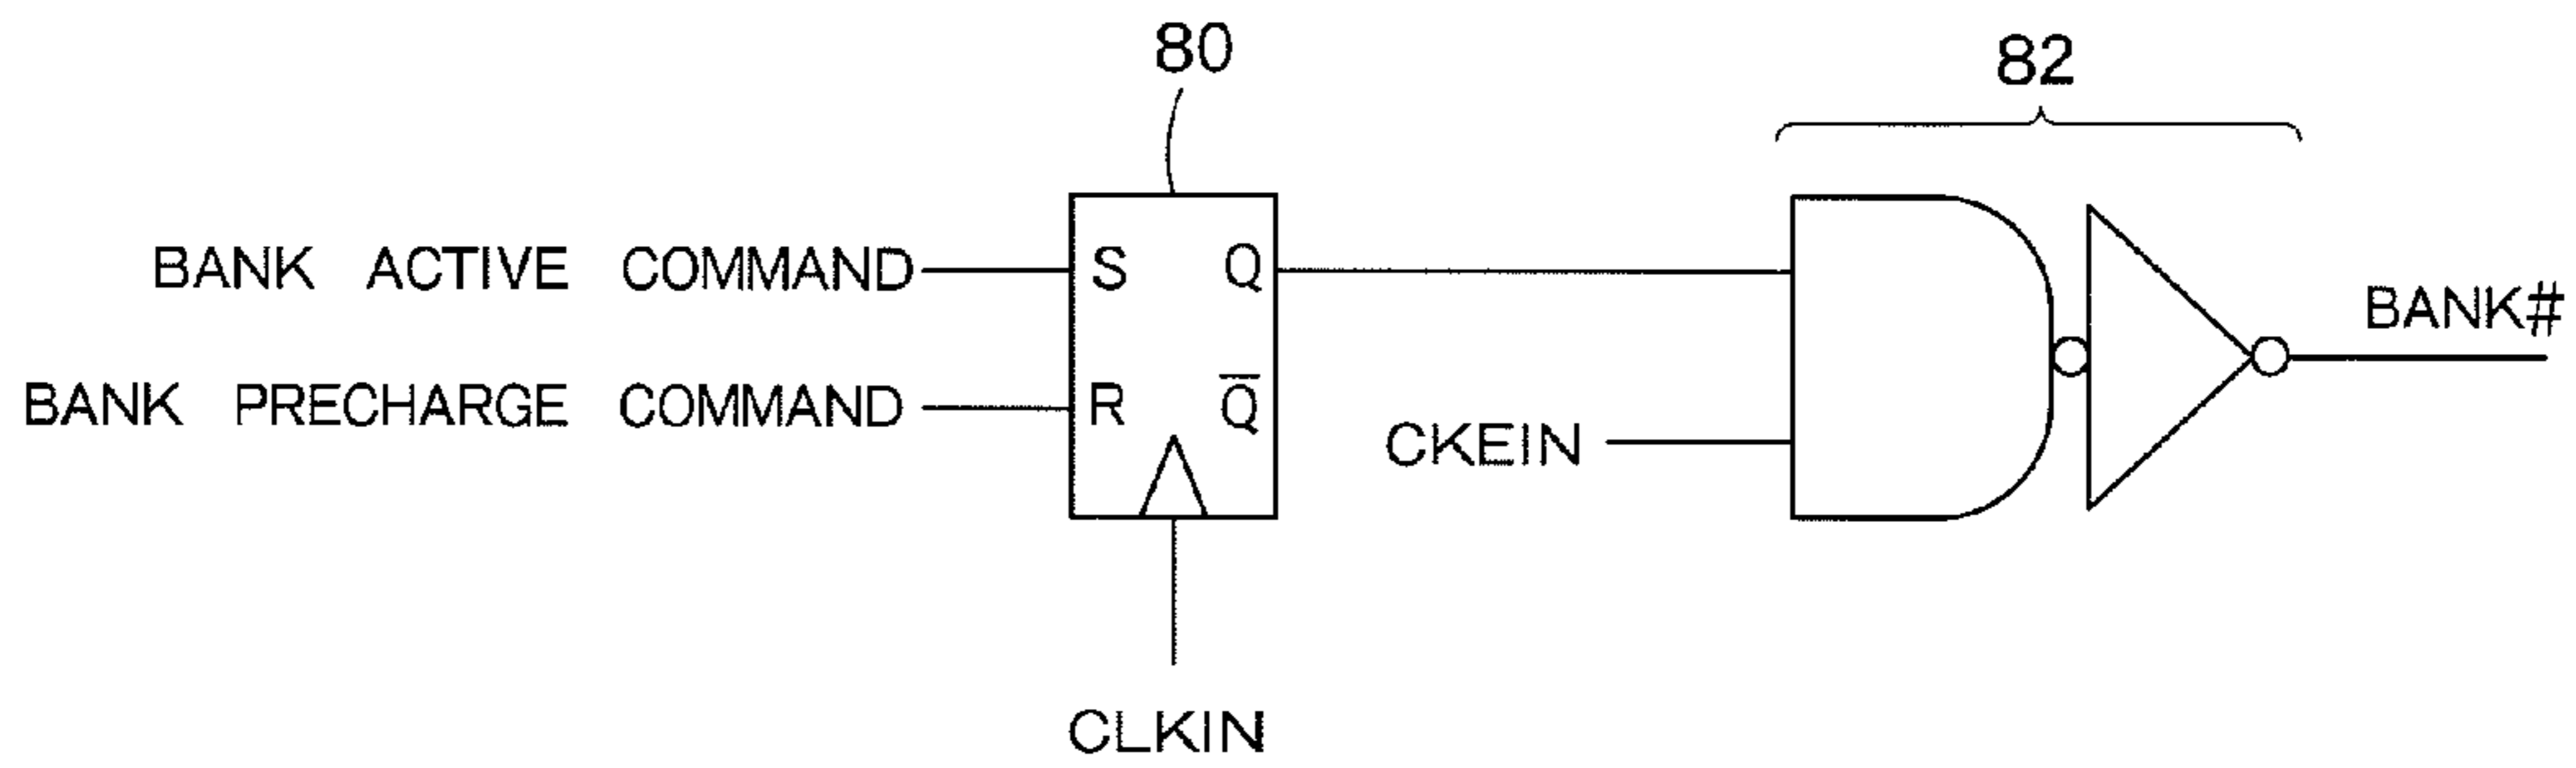 80
82
BANK ACTIVE COMMAND
S Q
BANK#
BANK PRECHARGE COMMAND
R Q̅
CKEIN
CLKIN